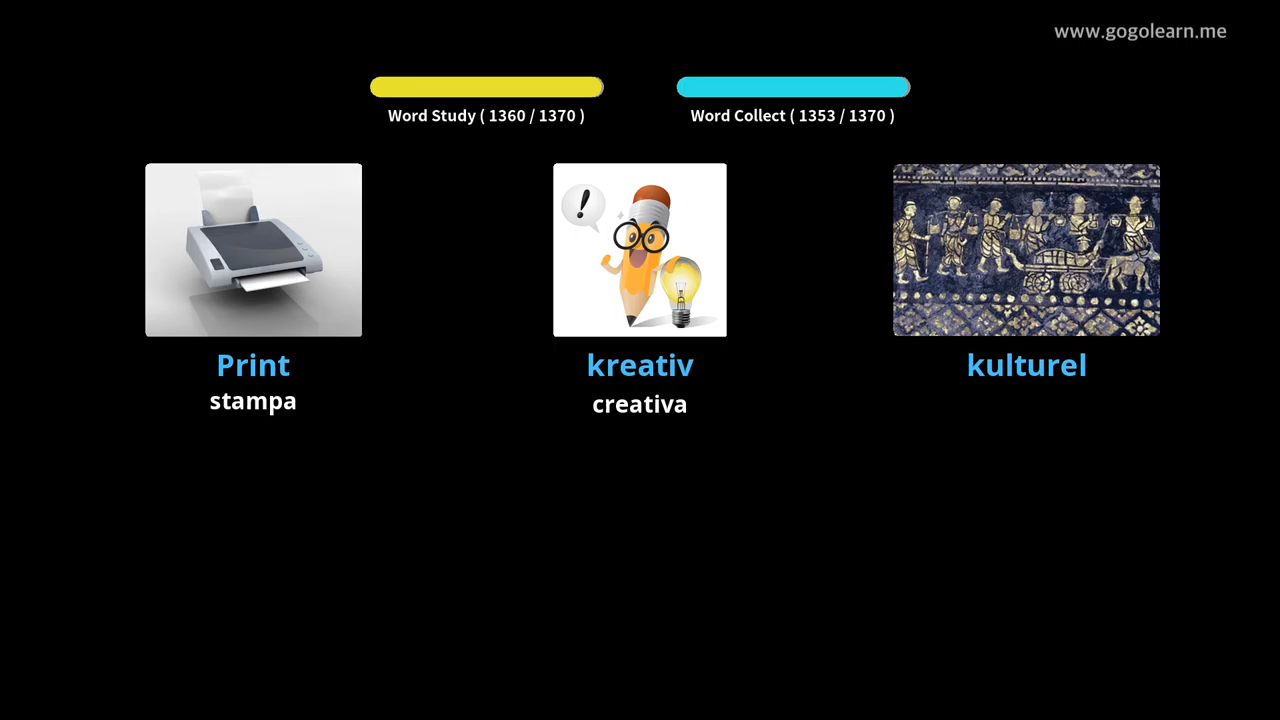 www.gogolearn.me
Word Study ( 1360 / 1370 )
Word Collect ( 1353 / 1370 )
Print
kreativ
kulturel
stampa
creativa